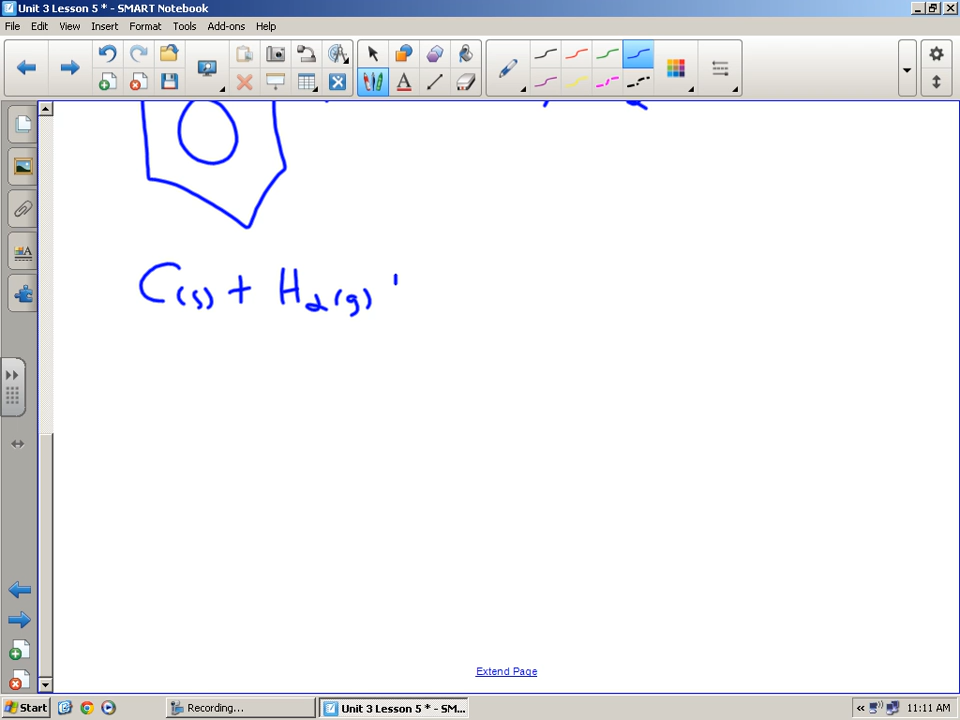 Unit 3 Lesson 5 * - SMART Notebook
File Edit View Insert Format Tools Add-ons Help
C(s) + H2(g)
Extend Page
Start Recording... Unit 3 Lesson 5 * - SM... « 11:11 AM